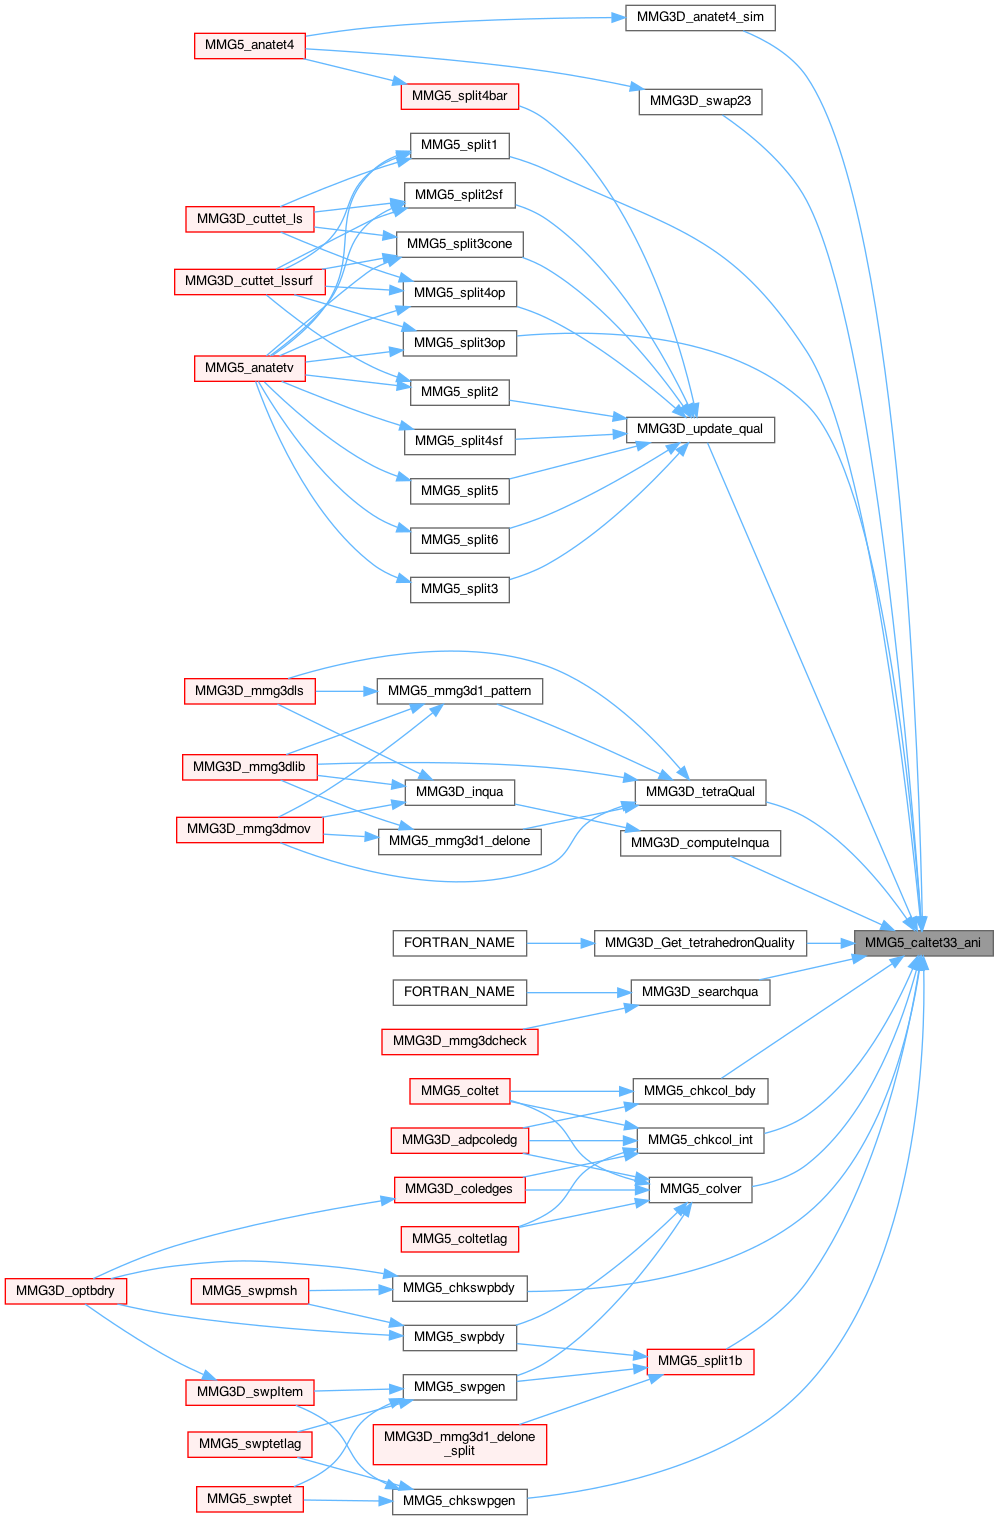 MMG3D_anatet4_sim
MMG5_anatet4
MMG5_split4bar
MMG3D_swap23
MMG5_split1
MMG5_split2sf
MMG3D_cuttet_ls
MMG5_split3cone
MMG3D_cuttet_lssurf
MMG5_split4op
MMG5_split3op
MMG5_anatetv
MMG5_split2
MMG3D_update_qual
MMG5_split4sf
MMG5_split5
MMG5_split6
MMG5_split3
MMG3D_mmg3dls
MMG5_mmg3d1_pattern
MMG3D_mmg3dlib
MMG3D_inqua
MMG3D_tetraQual
MMG3D_mmg3dmov
MMG5_mmg3d1_delone
MMG3D_computeInqua
FORTRAN_NAME
MMG3D_Get_tetrahedronQuality
MMG5_caltet33_ani
FORTRAN_NAME
MMG3D_searchqua
MMG3D_mmg3dcheck
MMG5_coltet
MMG5_chkcol_bdy
MMG3D_adpcoledg
MMG5_chkcol_int
MMG3D_coledges
MMG5_colver
MMG5_coltetlag
MMG3D_optbdry
MMG5_swpmsh
MMG5_chkswpbdy
MMG5_swpbdy
MMG5_split1b
MMG3D_swpItem
MMG5_swpgen
MMG5_swptetlag
MMG3D_mmg3d1_delone
_split
MMG5_swptet
MMG5_chkswpgen